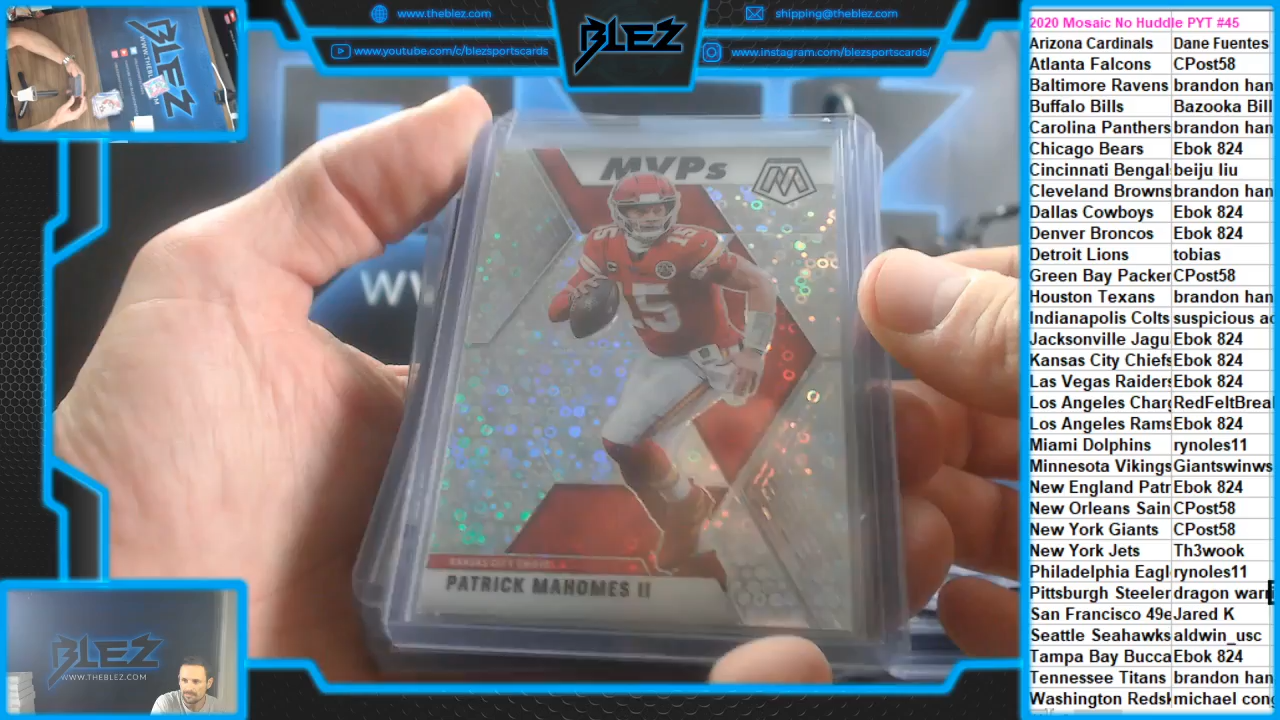 www.theblez.com
www.youtube.com/c/blezsportscards
BLEZ
shipping@theblez.com
www.instagram.com/blezsportscards/
MVPs
15
15
PATRICK MAHOMES II
BLEZ
WWW.THEBLEZ.COM
2020 Mosaic No Huddle PYT #45
Arizona Cardinals Dane Fuentes
Atlanta Falcons CPost58
Baltimore Ravens brandon han
Buffalo Bills Bazooka Bill
Carolina Panthers brandon han
Chicago Bears Ebok 824
Cincinnati Bengal beiju liu
Cleveland Browns brandon han
Dallas Cowboys Ebok 824
Denver Broncos Ebok 824
Detroit Lions tobias
Green Bay Packer CPost58
Houston Texans brandon han
Indianapolis Colts suspicious ac
Jacksonville Jagu Ebok 824
Kansas City Chiefs Ebok 824
Las Vegas Raiders Ebok 824
Los Angeles Charg RedFeltBrea
Los Angeles Rams Ebok 824
Miami Dolphins rynoles11
Minnesota Vikings Giantswinws
New England Patr Ebok 824
New Orleans Sain CPost58
New York Giants CPost58
New York Jets Th3wook
Philadelphia Eagl rynoles11
Pittsburgh Steeler dragon warr
San Francisco 49e Jared K
Seattle Seahawks aldwin_usc
Tampa Bay Bucca Ebok 824
Tennessee Titans brandon han
Washington Redsk michael cong